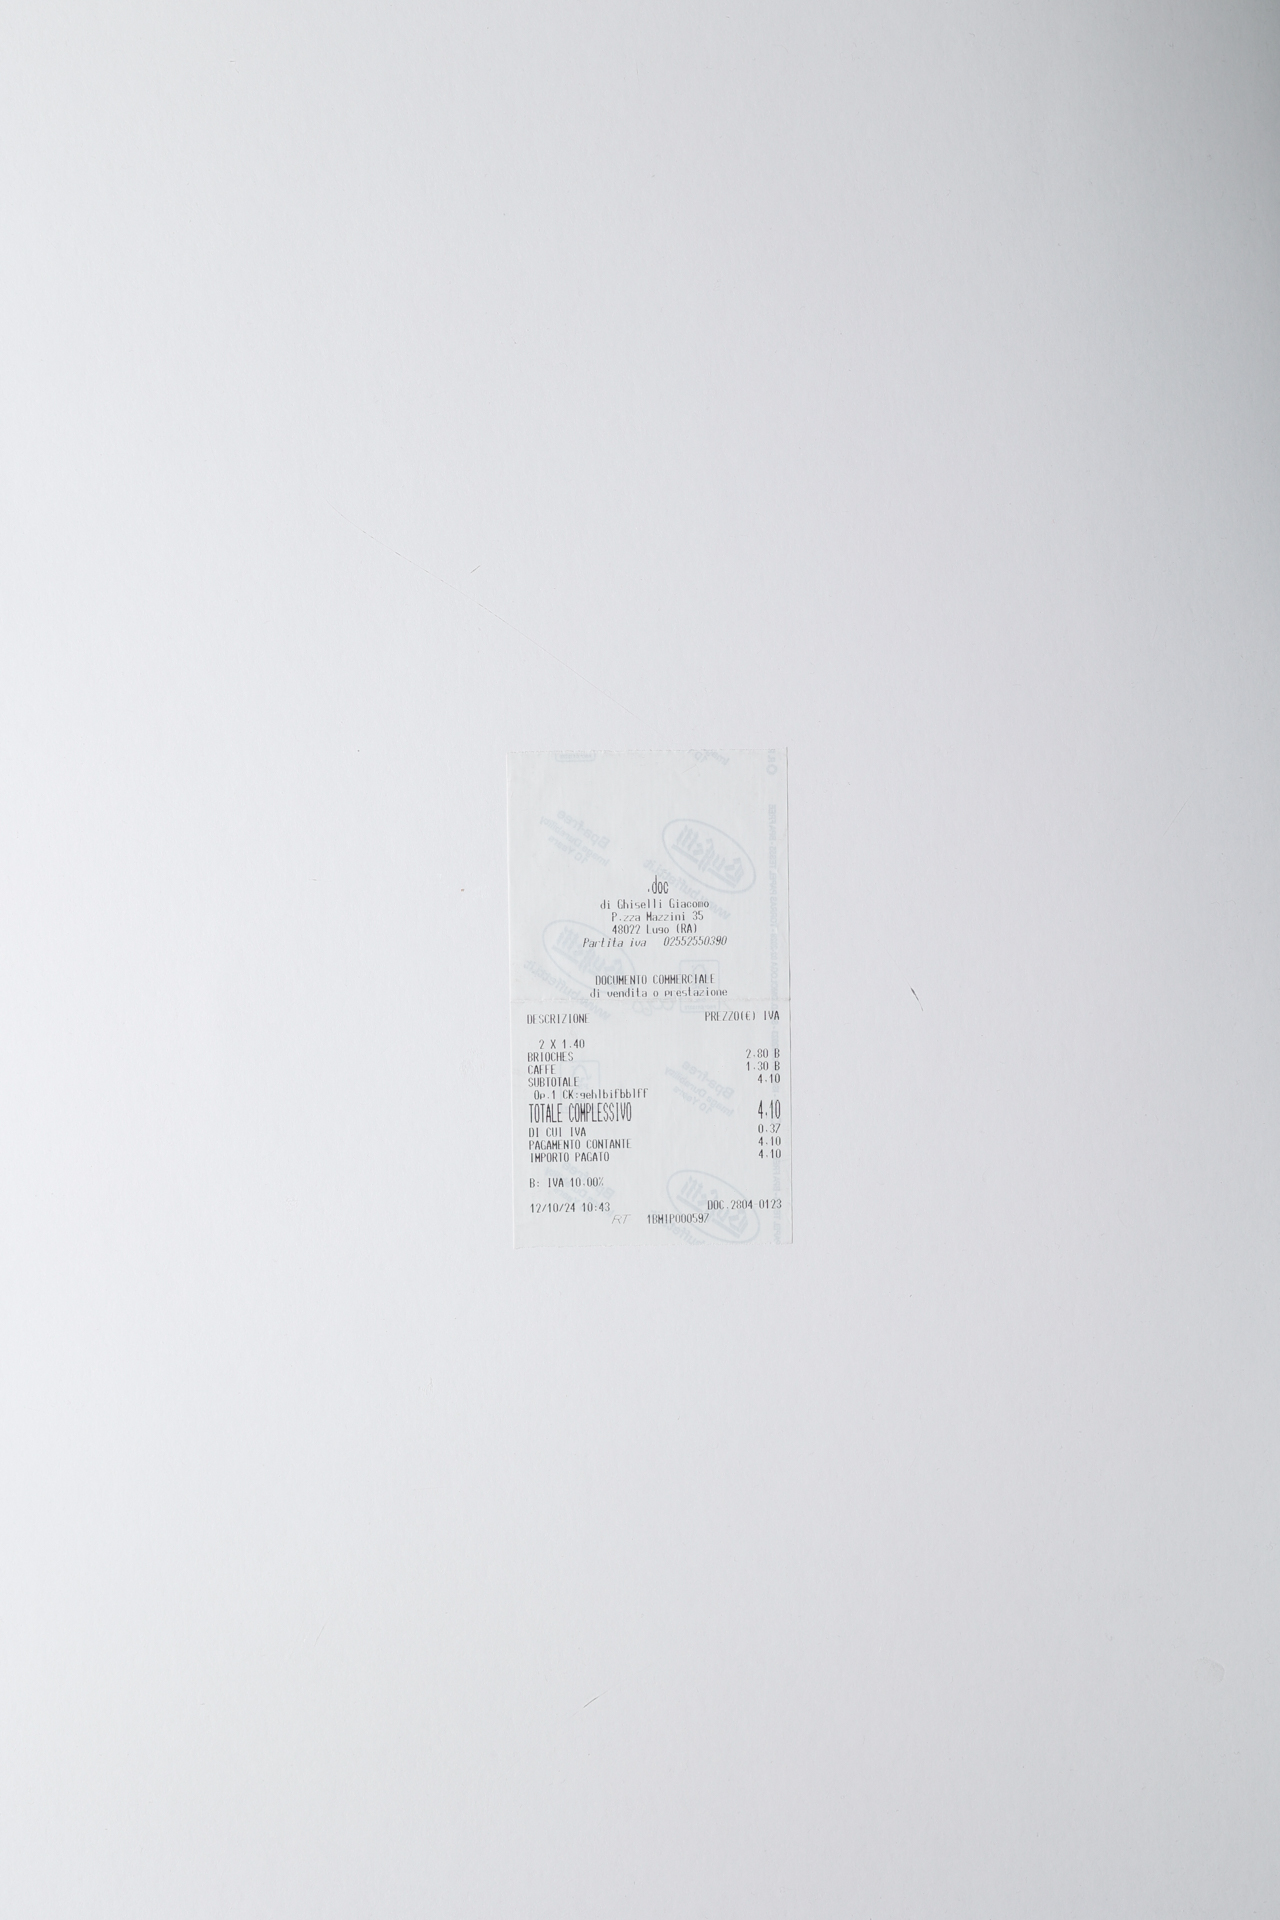 .doc
di Ghiselli Giacomo
P.zza Mazzini 35
48022 Lugo (RA)
Partita iva 02552550390
DOCUMENTO COMMERCIALE
di vendita o prestazione
DESCRIZIONE PREZZO(€) IVA
2 X 1.40
BRIOCHES 2.80 B
CAFFE 1.30 B
SUBTOTALE 4.10
Op.1
TOTALE COMPLESSIVO 4.10
DI CUI IVA 0.37
PAGAMENTO CONTANTE 4.10
IMPORTO PAGATO 4.10
B: IVA 10.00%
12/10/24 10:43 DOC.2804-0123
RT